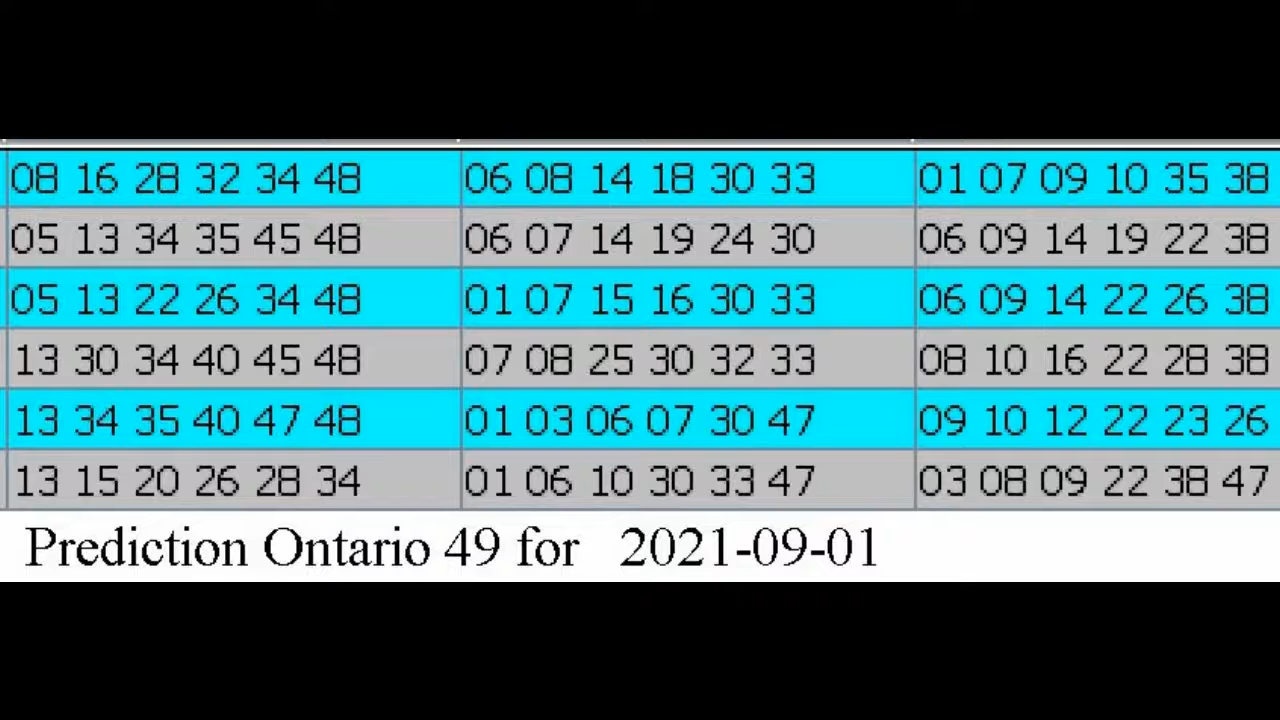 08 16 28 32 34 48 06 08 14 18 30 33 01 07 09 10 35 38
05 13 34 35 45 48 06 07 14 19 24 30 06 09 14 19 22 38
05 13 22 26 34 48 01 07 15 16 30 33 06 09 14 22 26 38
13 30 34 40 45 48 07 08 25 30 32 33 08 10 16 22 28 38
13 34 35 40 47 48 01 03 06 07 30 47 09 10 12 22 23 26
13 15 20 26 28 34 01 06 10 30 33 47 03 08 09 22 38 47
Prediction Ontario 49 for 2021-09-01